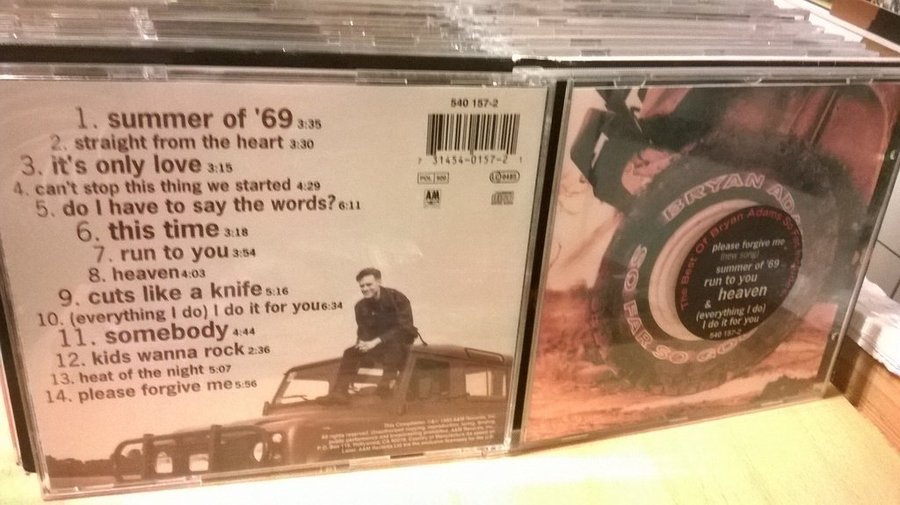 1. summer of '69 3:35
2. straight from the heart 3:30
3. it's only love 3:15
4. can't stop this thing we started 4:29
5. do I have to say the words? 6:11
6. this time 3:18
7. run to you 3:54
8. heaven 4:03
9. cuts like a knife 5:16
10. (everything I do) I do it for you 6:34
11. somebody 4:44
12. kids wanna rock 2:36
13. heat of the night 5:07
14. please forgive me 5:56
540 157-2
7 31454-0157-2 1
A&M
BRYAN ADA
SO FAR SO GO
The Best Of Bryan Adams So Far
please forgive me
(new song)
summer of '69
run to you
heaven
&
(everything I do)
I do it for you
540 157-2